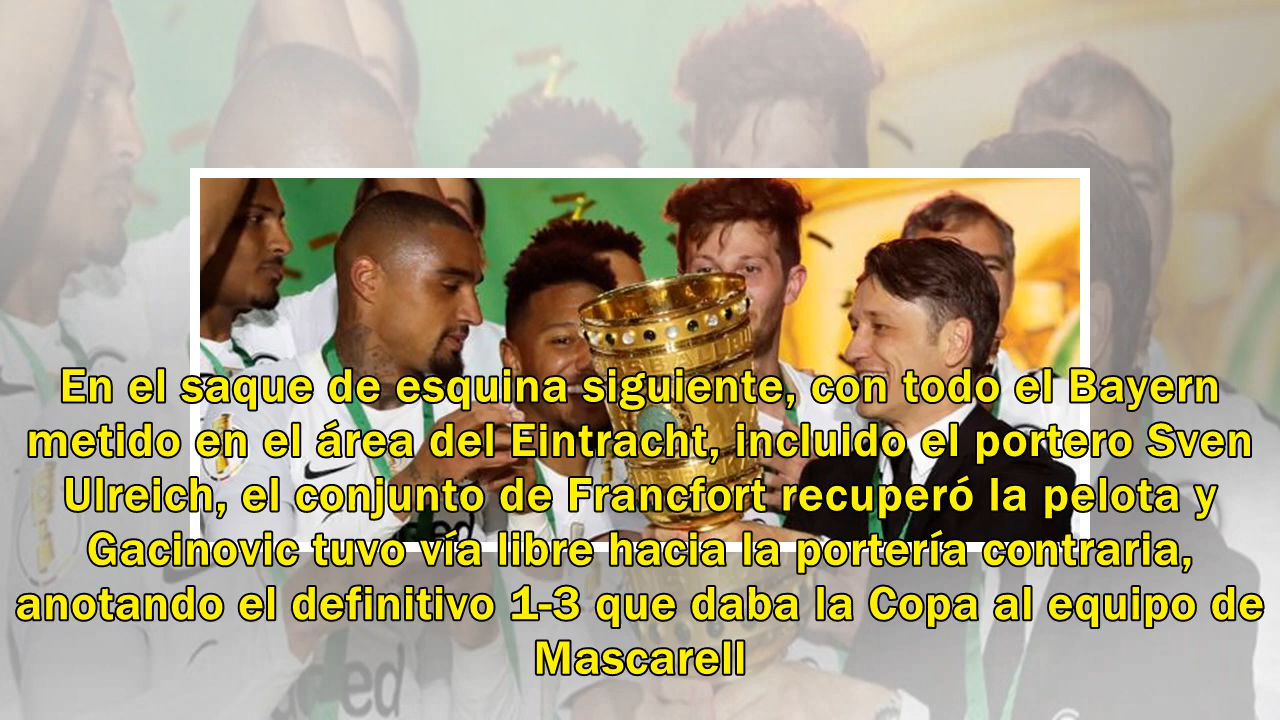 En el saque de esquina siguiente, con todo el Bayern
metido en el área del Eintracht, incluido el portero Sven
Ulreich, el conjunto de Francfort recuperó la pelota y
Gacinovic tuvo vía libre hacia la portería contraria,
anotando el definitivo 1-3 que daba la Copa al equipo de
Mascarell